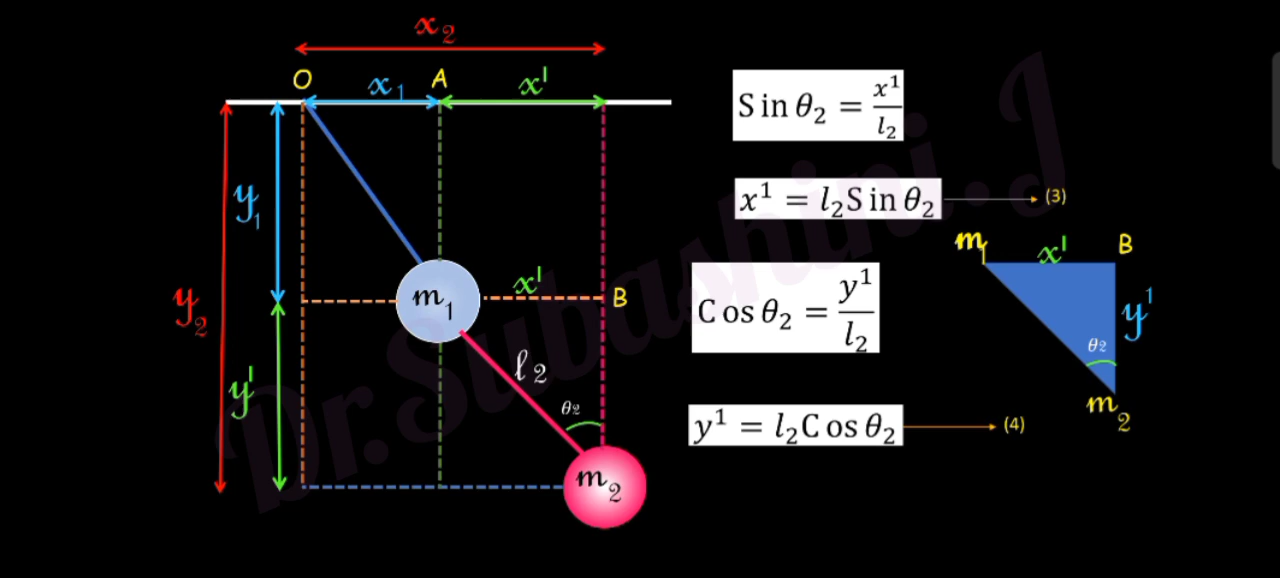 x₂
O x₁ A x'
y₁
y₂
y'
m₁ x' B
l₂
θ₂
m₂
Sin θ₂ = x¹/l₂
x¹ = l₂Sin θ₂ (3)
Cos θ₂ = y¹/l₂
y¹ = l₂Cos θ₂ (4)
m₁ x' B
y¹
θ₂
m₂
Dr.Subashini.J